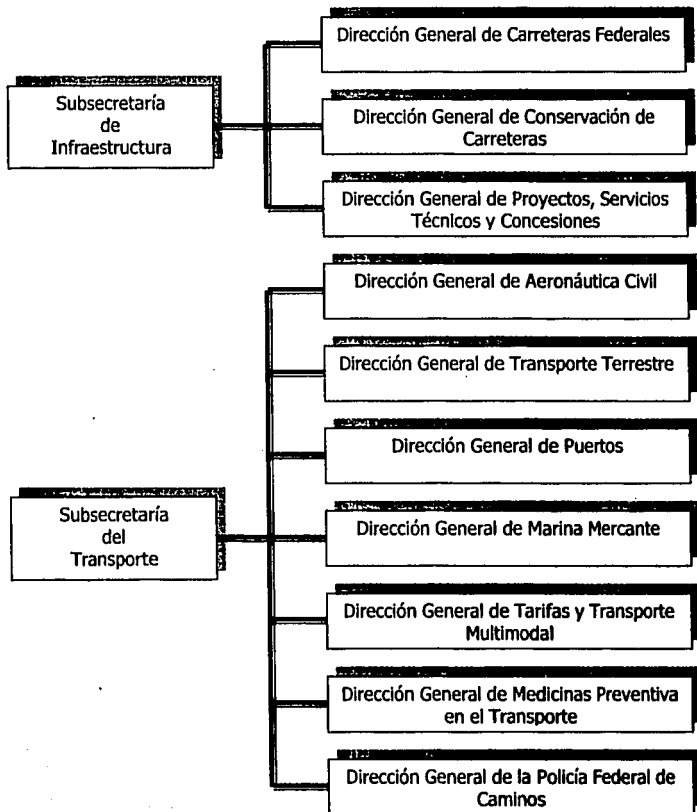 Subsecretaría
de
Infraestructura
Dirección General de Carreteras Federales
Dirección General de Conservación de
Carreteras
Dirección General de Proyectos, Servicios
Técnicos y Concesiones
Subsecretaría
del
Transporte
Dirección General de Aeronáutica Civil
Dirección General de Transporte Terrestre
Dirección General de Puertos
Dirección General de Marina Mercante
Dirección General de Tarifas y Transporte
Multimodal
Dirección General de Medicinas Preventiva
en el Transporte
Dirección General de la Policía Federal de
Caminos